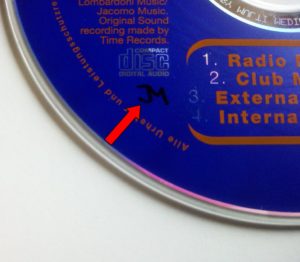 Lombardoni Music/
Jacomo Music.
Original Sound
recording made by
Time Records.
COMPACT
disc
DIGITAL AUDIO
JM
Alle Urheber- und Leistungsschutzre
1. Radio
2. Club M
3. Externa
4. Interna